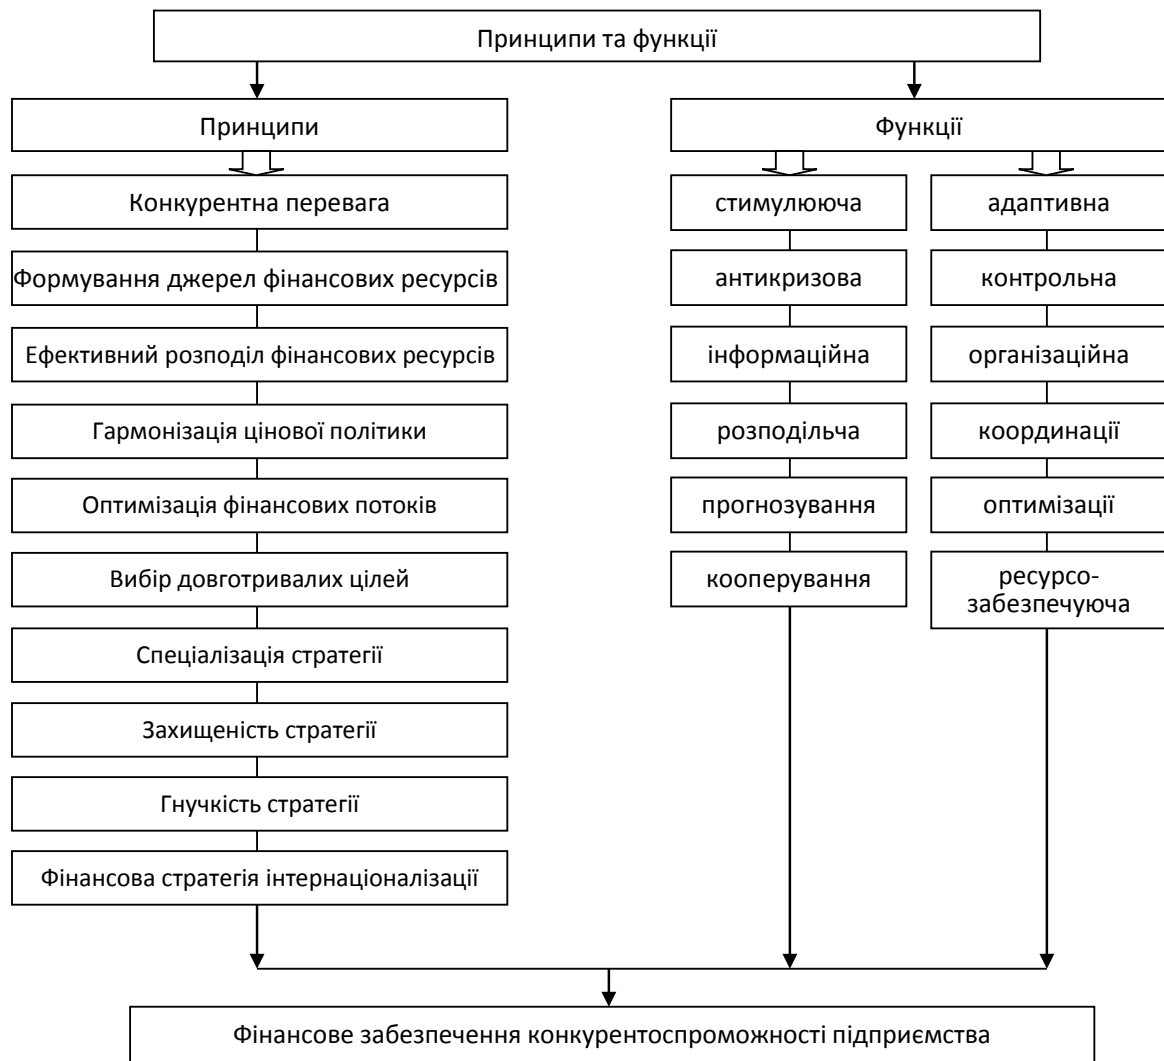 Принципи та функції
Принципи
Функції
Конкурентна перевага
Формування джерел фінансових ресурсів
Ефективний розподіл фінансових ресурсів
Гармонізація цінової політики
Оптимізація фінансових потоків
Вибір довготривалих цілей
Спеціалізація стратегії
Захищеність стратегії
Гнучкість стратегії
Фінансова стратегія інтернаціоналізації
стимулююча
антикризова
інформаційна
розподільча
прогнозування
кооперування
адаптивна
контрольна
організаційна
координації
оптимізації
ресурсо-
забезпечуюча
Фінансове забезпечення конкурентоспроможності підприємства